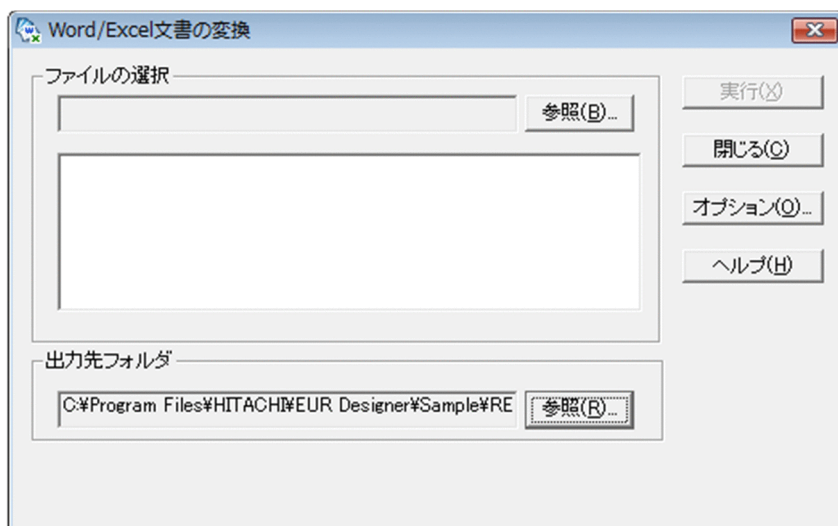 Word/Excel文書の変換
ファイルの選択
参照(B)...
実行(X)
閉じる(C)
オプション(O)...
ヘルプ(H)
出力先フォルダ
C:¥Program Files¥HITACHI¥EUR Designer¥Sample¥RE
参照(R)...